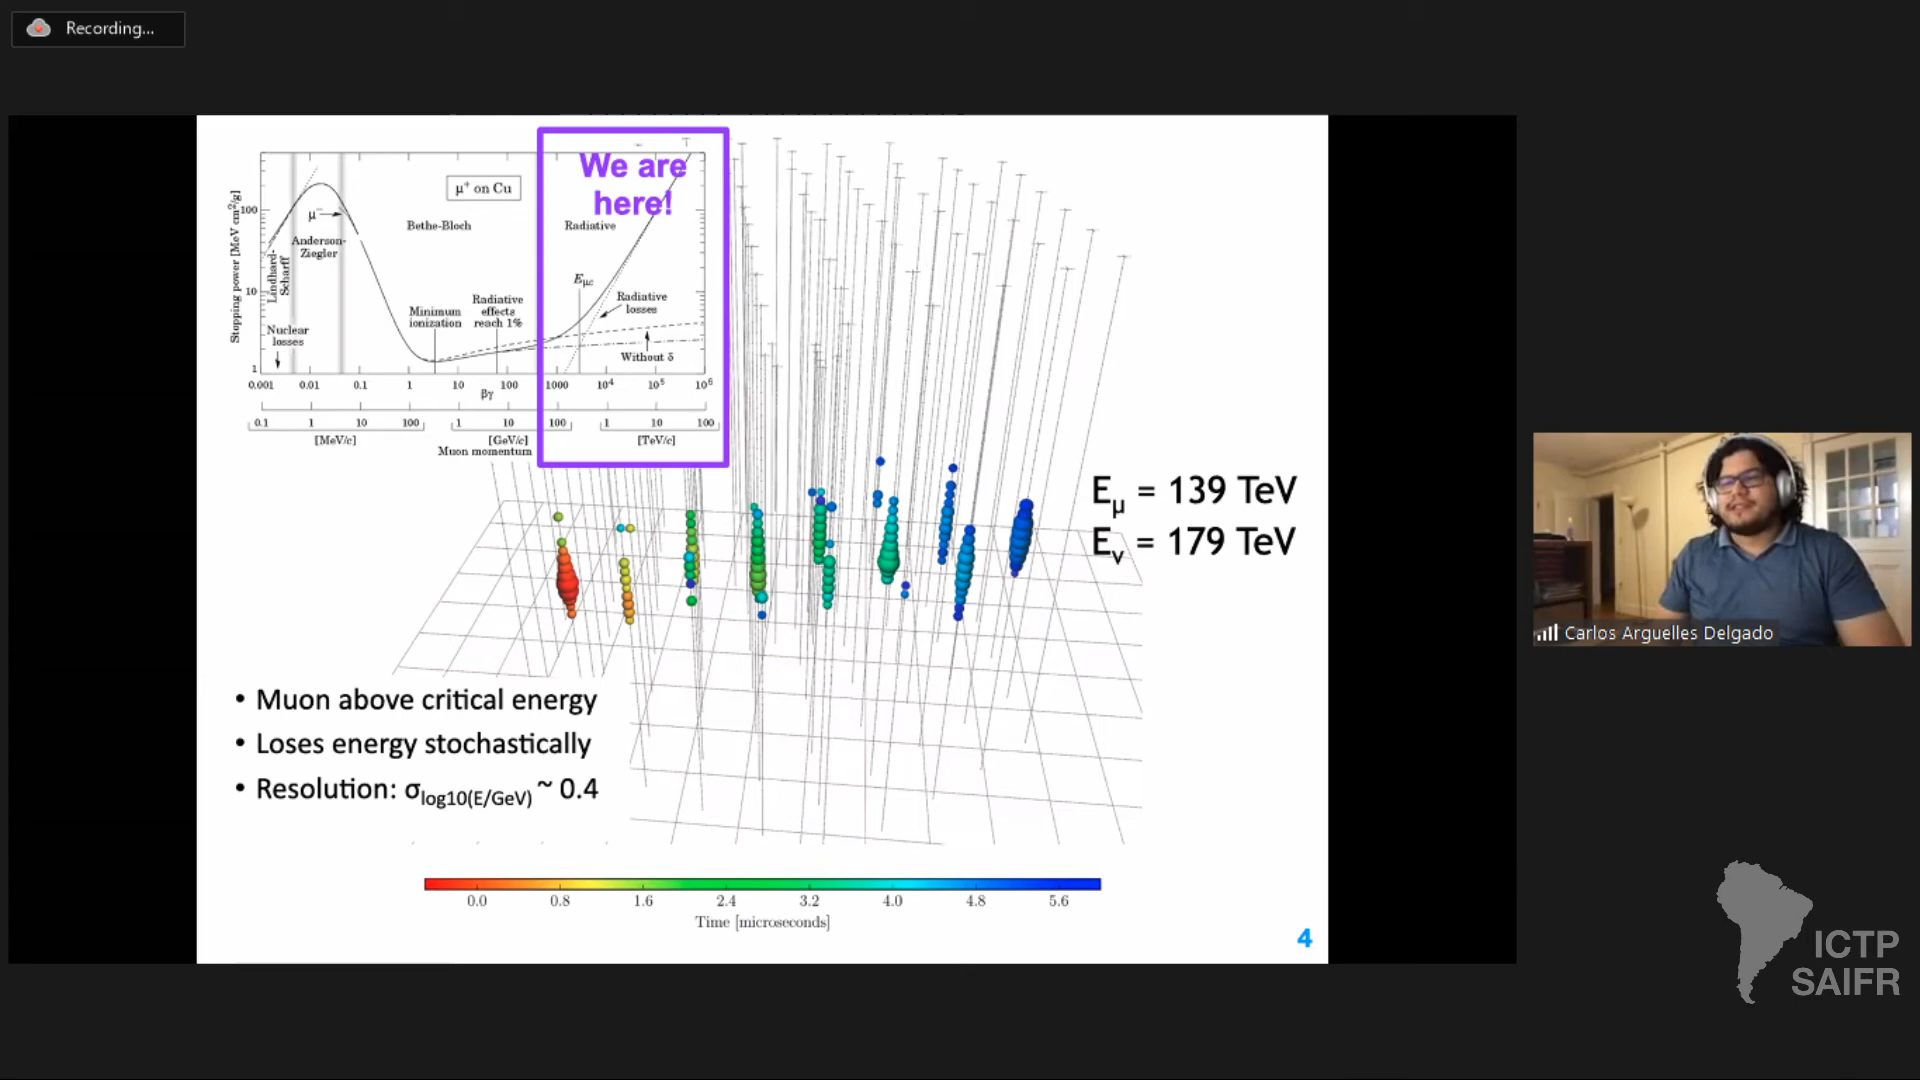 Recording...
We are
here!
μ⁺ on Cu
μ⁻
Bethe-Bloch
Radiative
Anderson-
Ziegler
Lindhard-
Scharff
Stopping power [MeV cm²/g]
100
10
1
Eμc
Radiative
losses
Radiative
effects
reach 1%
Minimum
ionization
Nuclear
losses
Without δ
0.001 0.01 0.1 1 10 100 1000 10⁴ 10⁵ 10⁶
βγ
0.1 1 10 100 1 10 100 1 10 100
[MeV/c] [GeV/c] [TeV/c]
Muon momentum
Eμ = 139 TeV
Eν = 179 TeV
• Muon above critical energy
• Loses energy stochastically
• Resolution: σlog10(E/GeV) ~ 0.4
0.0 0.8 1.6 2.4 3.2 4.0 4.8 5.6
Time [microseconds]
4
Carlos Arguelles Delgado
ICTP
SAIFR